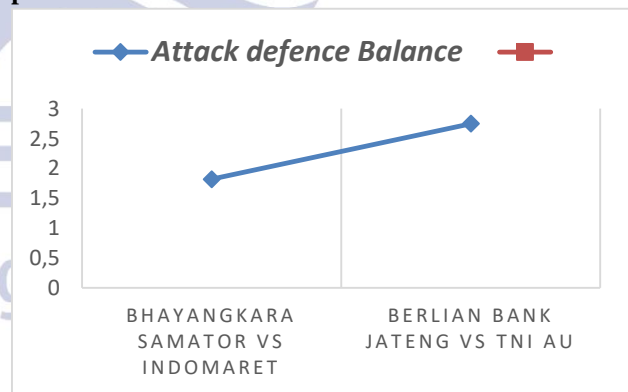 Attack defence Balance
3
2,5
2
1,5
1
0,5
0
BHAYANGKARA
SAMATOR VS
INDOMARET
BERLIAN BANK
JATENG VS TNI AU